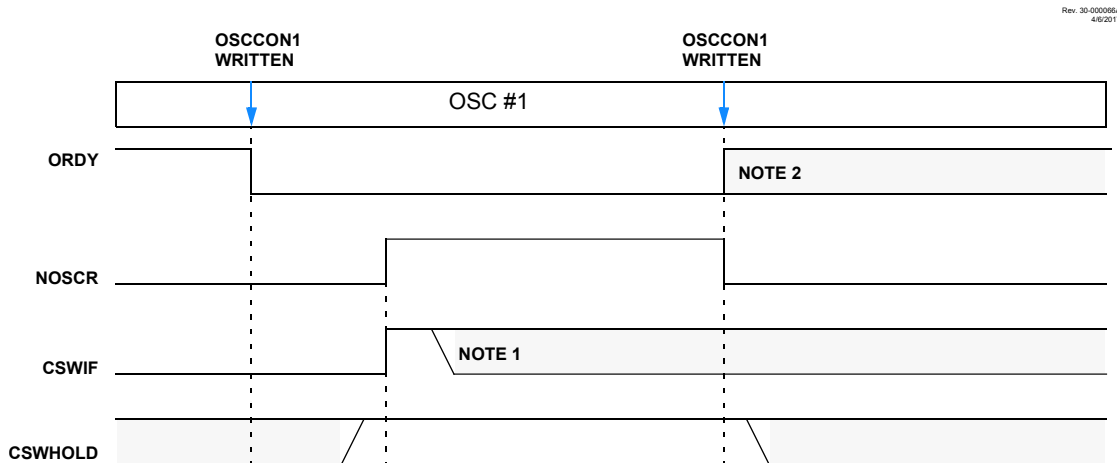 Rev. 30-000066
4/6/201
OSCCON1
WRITTEN
OSCCON1
WRITTEN
OSC #1
ORDY
NOTE 2
NOSCR
CSWIF
NOTE 1
CSWHOLD